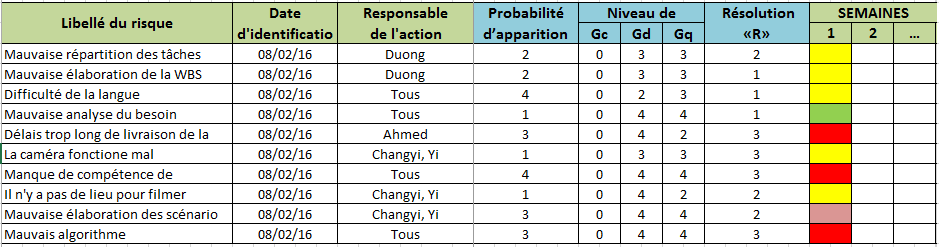 Libellé du risque Date d'identificatio Responsable de l'action Probabilité d'apparition Niveau de Résolution «R» SEMAINES
Gc Gd Gq 1 2 ...
Mauvaise répartition des tâches 08/02/16 Duong 2 0 3 3 2
Mauvaise élaboration de la WBS 08/02/16 Duong 2 0 3 3 1
Difficulté de la langue 08/02/16 Tous 4 0 2 3 1
Mauvaise analyse du besoin 08/02/16 Tous 1 0 4 4 1
Délais trop long de livraison de la 08/02/16 Ahmed 3 0 4 2 3
La caméra fonctione mal 08/02/16 Changyi, Yi 1 0 3 3 3
Manque de compétence de 08/02/16 Tous 4 0 4 4 3
Il n'y a pas de lieu pour filmer 08/02/16 Changyi, Yi 1 0 4 2 2
Mauvaise élaboration des scénario 08/02/16 Changyi, Yi 3 0 4 4 2
Mauvais algorithme 08/02/16 Tous 3 0 4 4 3